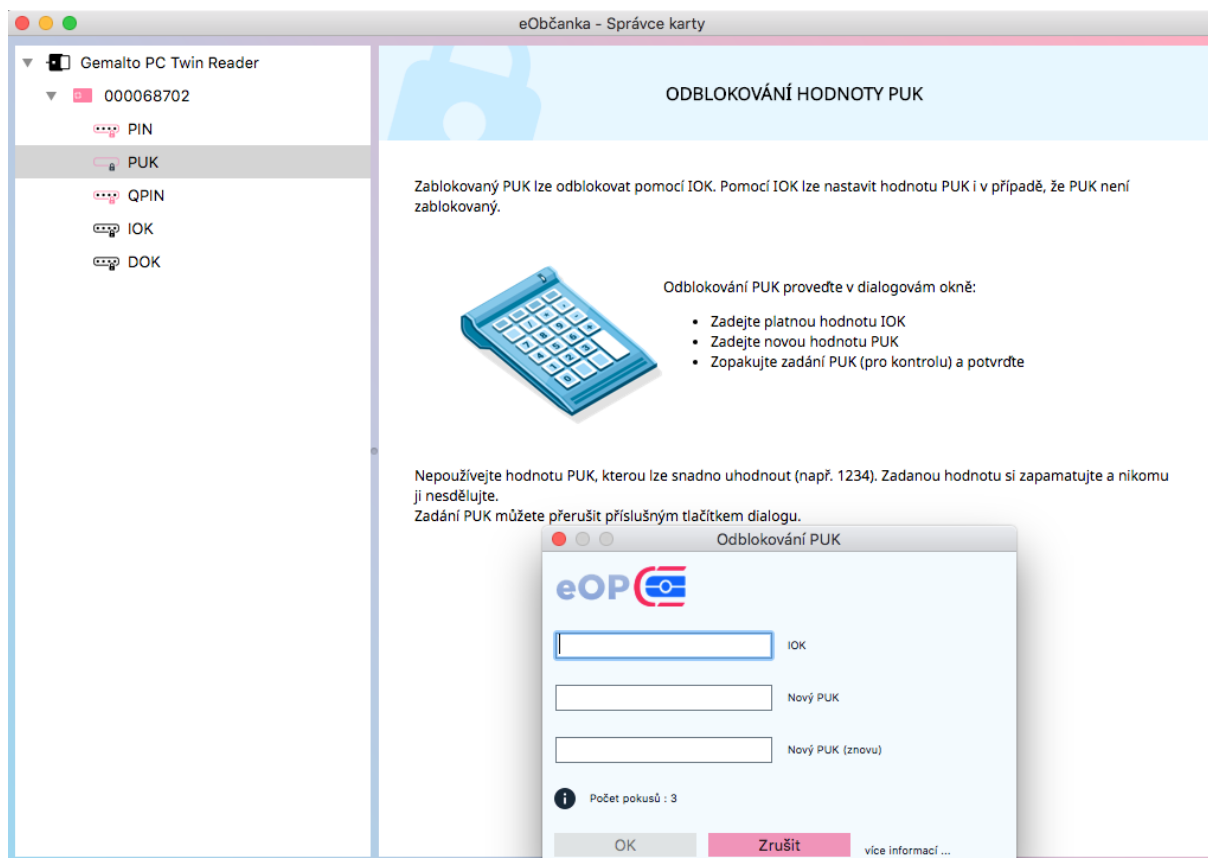 eObčanka - Správce karty
Gemalto PC Twin Reader
000068702
PIN
PUK
QPIN
IOK
DOK
ODBLOKOVÁNÍ HODNOTY PUK
Zablokovaný PUK lze odblokovat pomocí IOK. Pomocí IOK lze nastavit hodnotu PUK i v případě, že PUK není
zablokovaný.
Odblokování PUK proveďte v dialogovám okně:
• Zadejte platnou hodnotu IOK
• Zadejte novou hodnotu PUK
• Zopakujte zadání PUK (pro kontrolu) a potvrďte
Nepoužívejte hodnotu PUK, kterou lze snadno uhodnout (např. 1234). Zadanou hodnotu si zapamatujte a nikomu
ji nesdělujte.
Zadání PUK můžete přerušit příslušným tlačítkem dialogu.
Odblokování PUK
eOP
IOK
Nový PUK
Nový PUK (znovu)
Počet pokusů : 3
OK
Zrušit
více informací ...